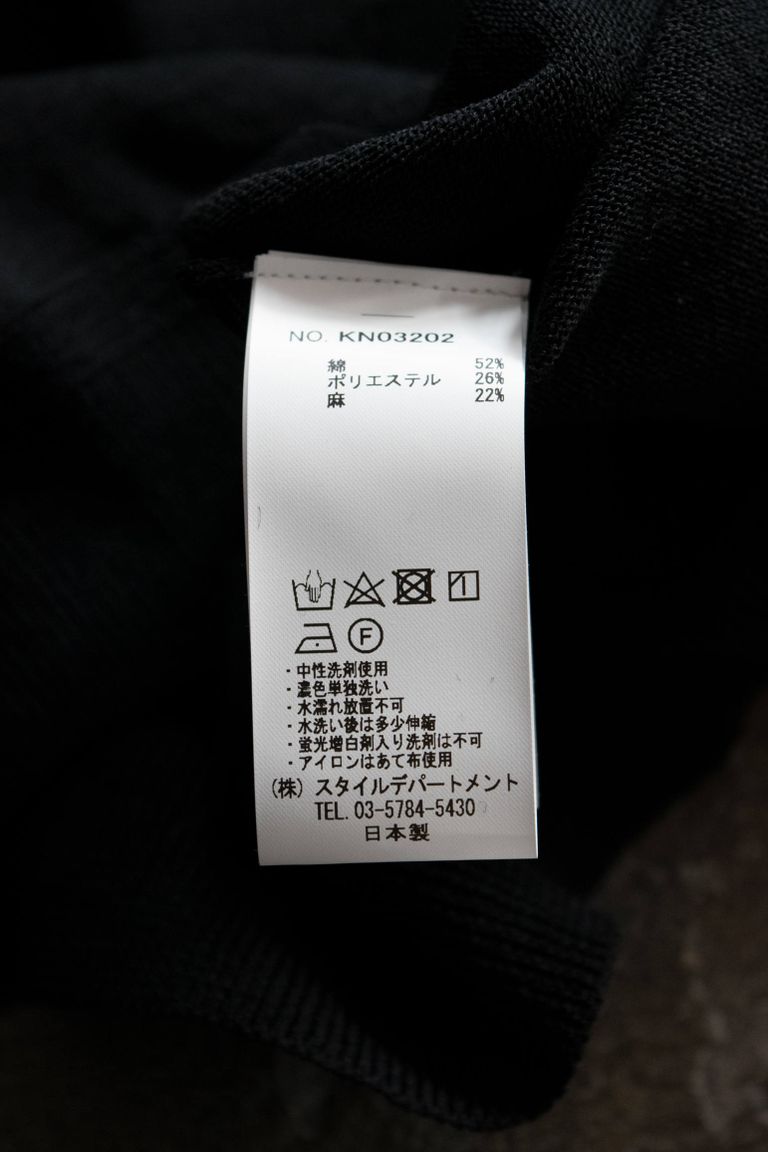 NO. KN03202
綿 52%
ポリエステル 26%
麻 22%
F
・中性洗剤使用
・濃色単独洗い
・水濡れ放置不可
・水洗い後は多少伸縮
・蛍光増白剤入り洗剤は不可
・アイロンはあて布使用
(株) スタイルデパートメント
TEL. 03-5784-5430
日本製